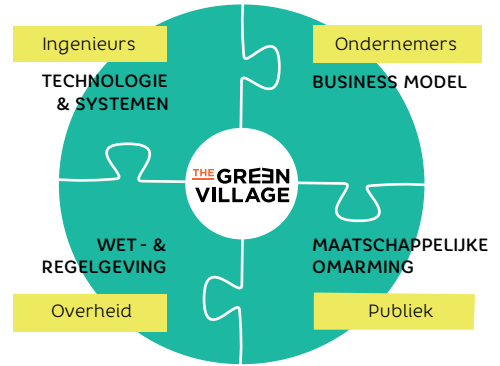 Ingenieurs
TECHNOLOGIE
& SYSTEMEN
Ondernemers
BUSINESS MODEL
THE GREEN
VILLAGE
WET - &
REGELGEVING
Overheid
MAATSCHAPPELIJKE
OMARMING
Publiek